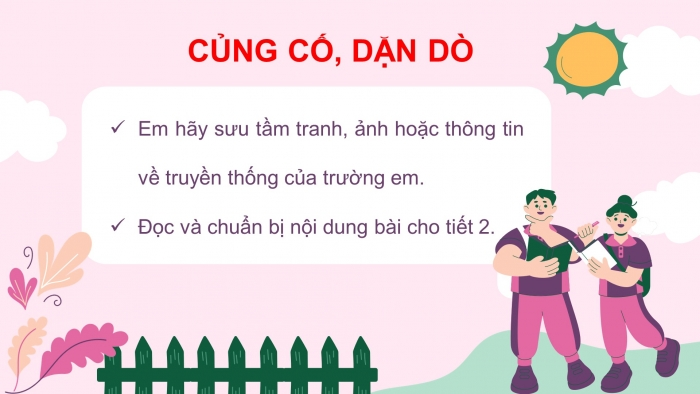 CỦNG CỐ, DẶN DÒ
✓ Em hãy sưu tầm tranh, ảnh hoặc thông tin
về truyền thống của trường em.
✓ Đọc và chuẩn bị nội dung bài cho tiết 2.